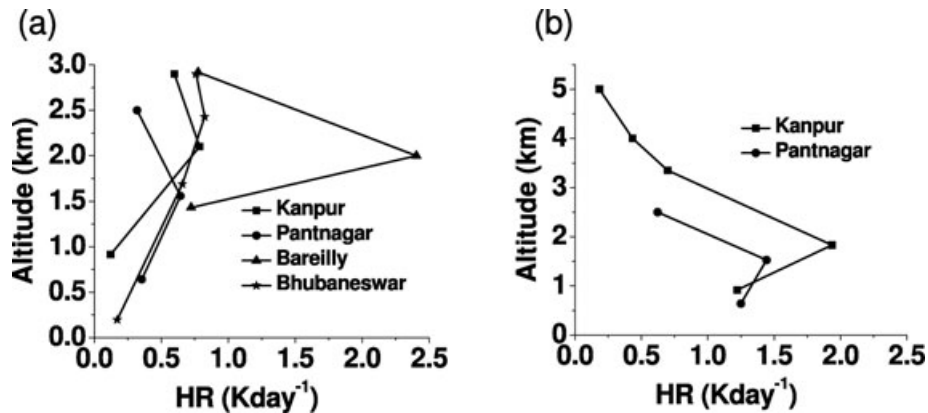 (a)
3.0
2.5
2.0
1.5
1.0
0.5
0.0
Altitude (km)
Kanpur
Pantnagar
Bareilly
Bhubaneswar
0.0 0.5 1.0 1.5 2.0 2.5
HR (Kday⁻¹)
(b)
5
4
3
2
1
0
Altitude (km)
Kanpur
Pantnagar
0.0 0.5 1.0 1.5 2.0 2.5
HR (Kday⁻¹)